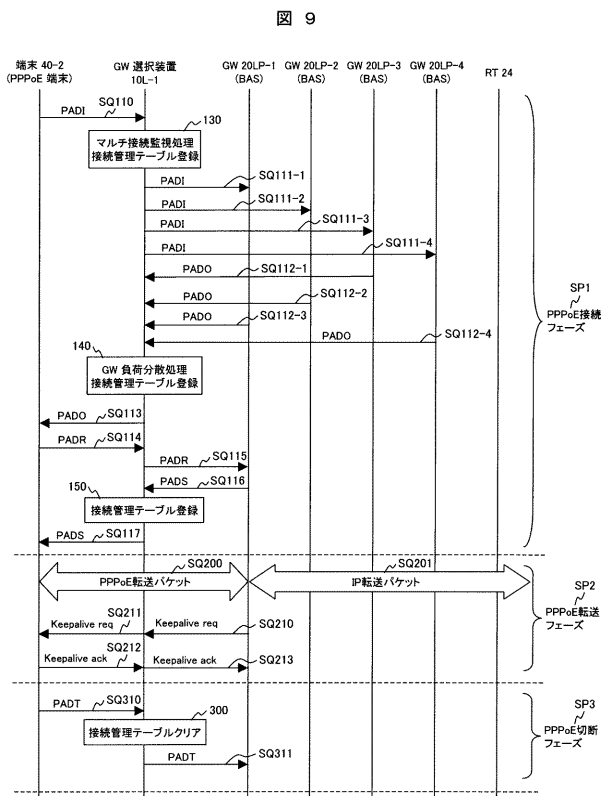 図 9
端末 40-2
(PPPoE 端末)
GW 選択装置
10L-1
GW 20LP-1
(BAS)
GW 20LP-2
(BAS)
GW 20LP-3
(BAS)
GW 20LP-4
(BAS)
RT 24
PADI
SQ110
130
マルチ接続監視処理
接続管理テーブル登録
PADI
SQ111-1
PADI
SQ111-2
PADI
SQ111-3
PADI
SQ111-4
PADO
SQ112-1
PADO
SQ112-2
PADO
SQ112-3
PADO
SQ112-4
SP1
PPPoE接続
フェーズ
140
GW 負荷分散処理
接続管理テーブル登録
PADO
SQ113
PADR
SQ114
PADR
SQ115
PADS
SQ116
150
接続管理テーブル登録
PADS
SQ117
SQ200
PPPoE転送パケット
SQ201
IP転送パケット
SP2
PPPoE転送
フェーズ
SQ211
Keepalive req
Keepalive req
SQ210
SQ212
Keepalive ack
Keepalive ack
SQ213
PADT
SQ310
300
接続管理テーブルクリア
PADT
SQ311
SP3
PPPoE切断
フェーズ